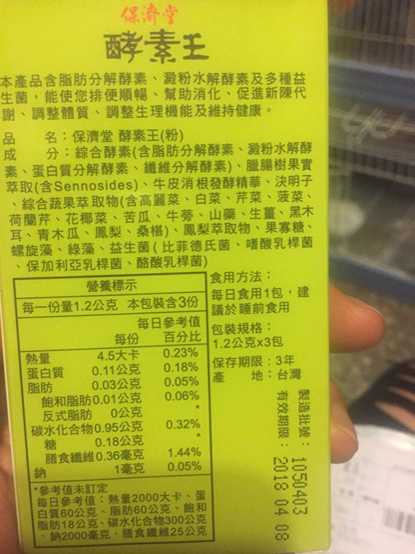 保濟堂
酵素王
本產品含脂肪分解酵素、澱粉水解酵素及多種益
生菌，能使您排便順暢、幫助消化、促進新陳代
謝、調整體質、調整生理機能及維持健康。
品　　名：保濟堂 酵素王(粉)
成　　分：綜合酵素(含脂肪分解酵素、澱粉水解酵
素、蛋白質分解酵素、纖維分解酵素)、臘腸樹果實
萃取(含Sennosides)、牛皮消根發酵精華、決明子
、綜合蔬果萃取物(含高麗菜、白菜、芹菜、菠菜、
荷蘭芹、花椰菜、苦瓜、牛蒡、山藥、生薑、黑木
耳、青木瓜、鳳梨、桑椹)、鳳梨萃取物、果寡糖、
螺旋藻、綠藻、益生菌(比菲德氏菌、嗜酸乳桿菌
、保加利亞乳桿菌、酪酸乳桿菌)
營養標示
每一份量1.2公克 本包裝含3份
每日參考值
每份 百分比
熱量 4.5大卡 0.23%
蛋白質 0.11公克 0.18%
脂肪 0.03公克 0.05%
飽和脂肪 0.01公克 0.06%
反式脂肪 0公克 *
碳水化合物 0.95公克 0.32%
糖 0.18公克 *
膳食纖維 0.36毫克 1.44%
鈉 1毫克 0.05%
*參考值未訂定
每日參考值：熱量2000大卡、蛋
白質60公克、脂肪60公克、飽和
脂肪18公克、碳水化合物300公克
、鈉2000毫克、膳食纖維25公克
食用方法：
每日食用1包，建
議於睡前食用
包裝規格：
1.2公克x3包
保存期限：3年
產　　地：台灣
製造批號：1050403
有效期限：2018 04 08